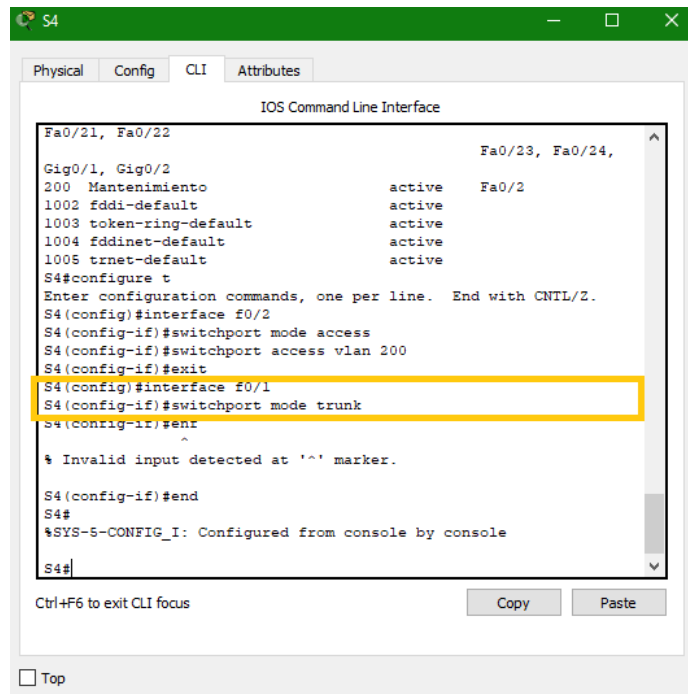 S4
Physical Config CLI Attributes
IOS Command Line Interface
Fa0/21, Fa0/22
Fa0/23, Fa0/24,
Gig0/1, Gig0/2
200 Mantenimiento active Fa0/2
1002 fddi-default active
1003 token-ring-default active
1004 fddinet-default active
1005 trnet-default active
S4#configure t
Enter configuration commands, one per line. End with CNTL/Z.
S4(config)#interface f0/2
S4(config-if)#switchport mode access
S4(config-if)#switchport access vlan 200
S4(config-if)#exit
S4(config)#interface f0/1
S4(config-if)#switchport mode trunk
S4(config-if)#enf
^
% Invalid input detected at '^' marker.
S4(config-if)#end
S4#
%SYS-5-CONFIG_I: Configured from console by console
S4#
Ctrl+F6 to exit CLI focus Copy Paste
Top